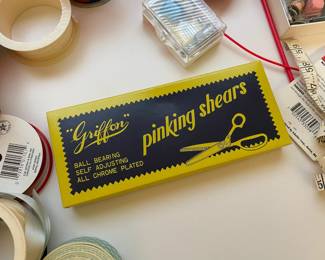 "Griffon"
pinking shears
BALL BEARING
SELF ADJUSTING
ALL CHROME PLATED